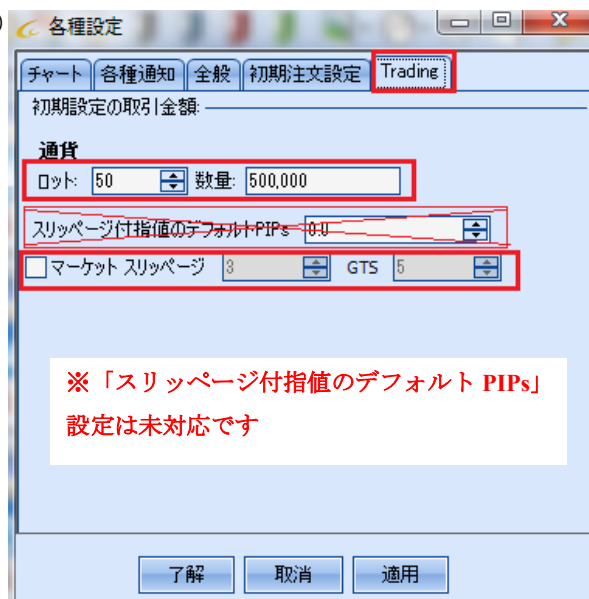 各種設定
チャート 各種通知 全般 初期注文設定 Trading
初期設定の取引金額:
通貨
ロット: 50 数量: 500,000
スリッページ付指値のデフォルトPIPs 0.0
マーケット スリッページ 3 GTS 5
※「スリッページ付指値のデフォルト PIPs」
設定は未対応です
了解 取消 適用